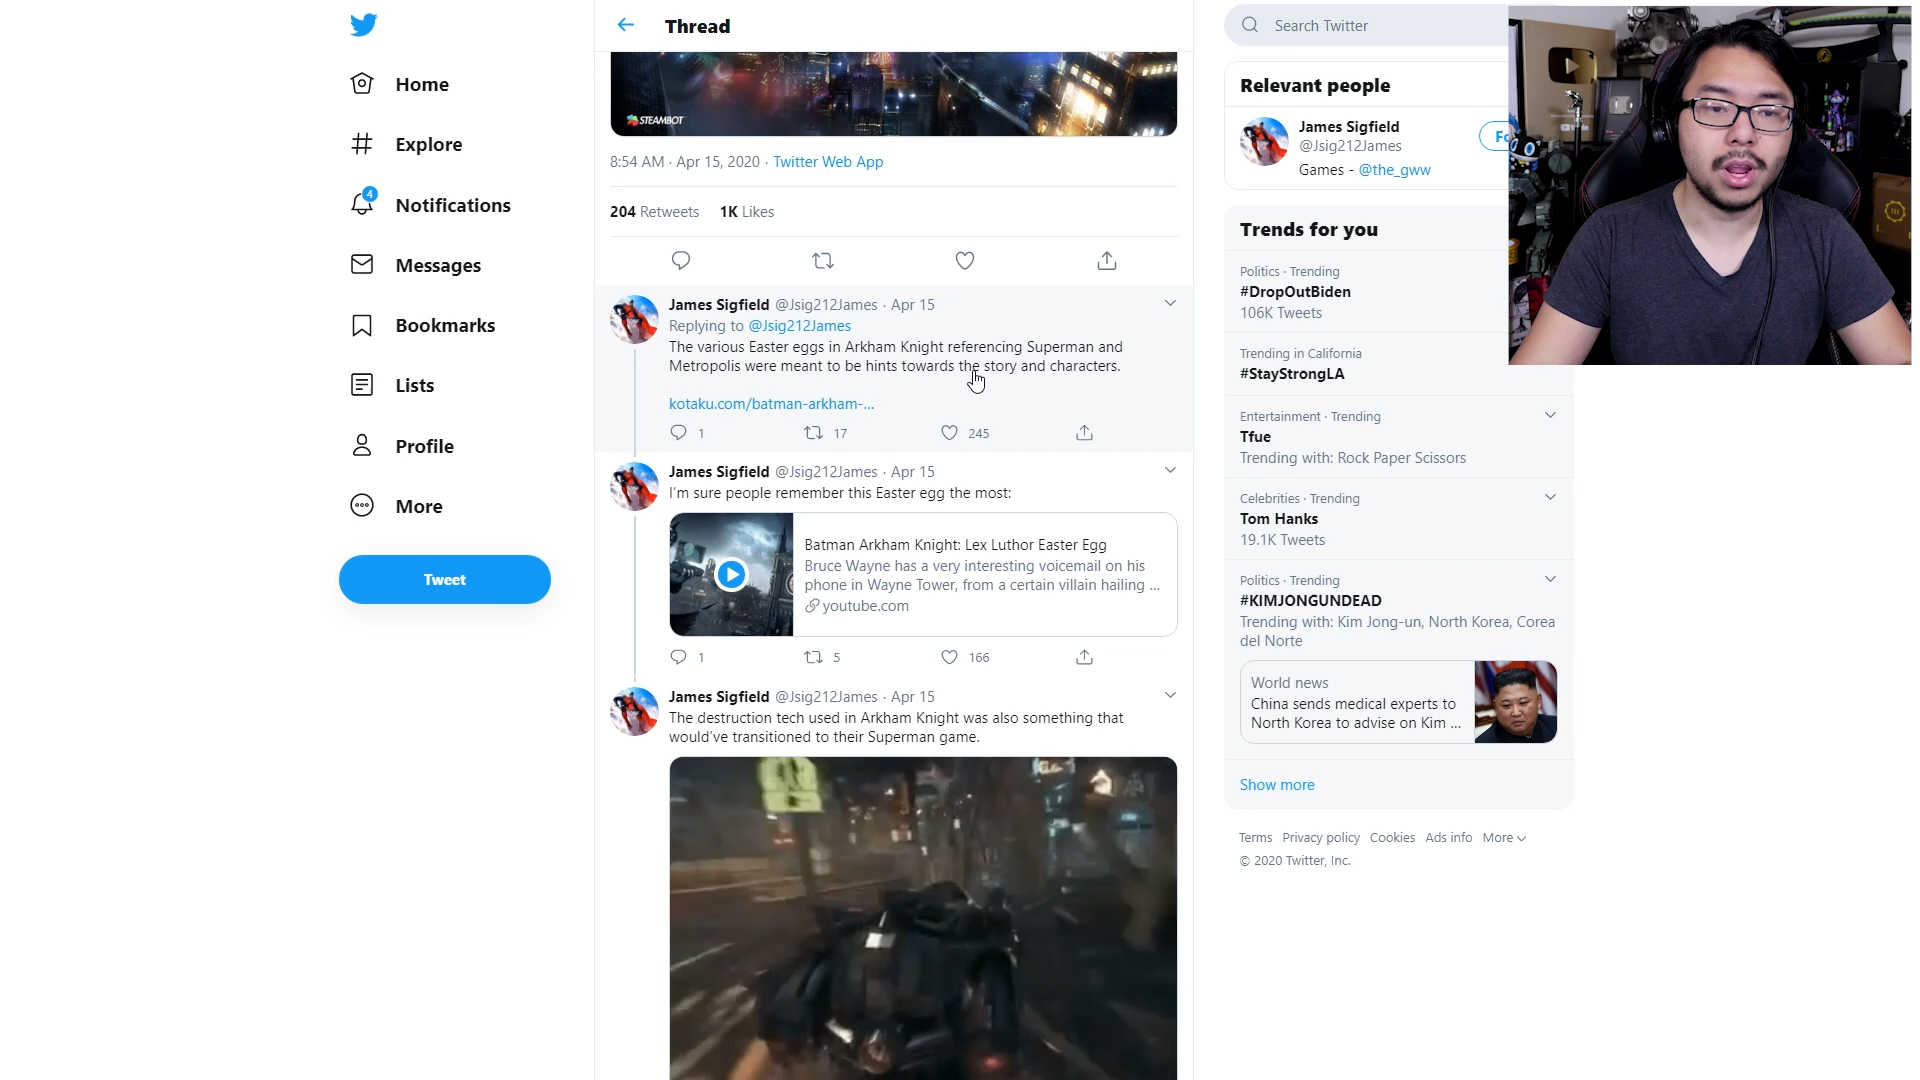 Home
Explore
4
Notifications
Messages
Bookmarks
Lists
Profile
More
Tweet
Thread
STEAMBOT
8:54 AM · Apr 15, 2020 · Twitter Web App
204 Retweets 1K Likes
James Sigfield @Jsig212James · Apr 15
Replying to @Jsig212James
The various Easter eggs in Arkham Knight referencing Superman and
Metropolis were meant to be hints towards the story and characters.
kotaku.com/batman-arkham-...
1 17 245
James Sigfield @Jsig212James · Apr 15
I'm sure people remember this Easter egg the most:
Batman Arkham Knight: Lex Luthor Easter Egg
Bruce Wayne has a very interesting voicemail on his
phone in Wayne Tower, from a certain villain hailing ...
youtube.com
1 5 166
James Sigfield @Jsig212James · Apr 15
The destruction tech used in Arkham Knight was also something that
would've transitioned to their Superman game.
Search Twitter
Relevant people
James Sigfield
@Jsig212James
Fo
Games - @the_gww
Trends for you
Politics · Trending
#DropOutBiden
106K Tweets
Trending in California
#StayStrongLA
Entertainment · Trending
Tfue
Trending with: Rock Paper Scissors
Celebrities · Trending
Tom Hanks
19.1K Tweets
Politics · Trending
#KIMJONGUNDEAD
Trending with: Kim Jong-un, North Korea, Corea
del Norte
World news
China sends medical experts to
North Korea to advise on Kim ...
Show more
Terms Privacy policy Cookies Ads info More
© 2020 Twitter, Inc.